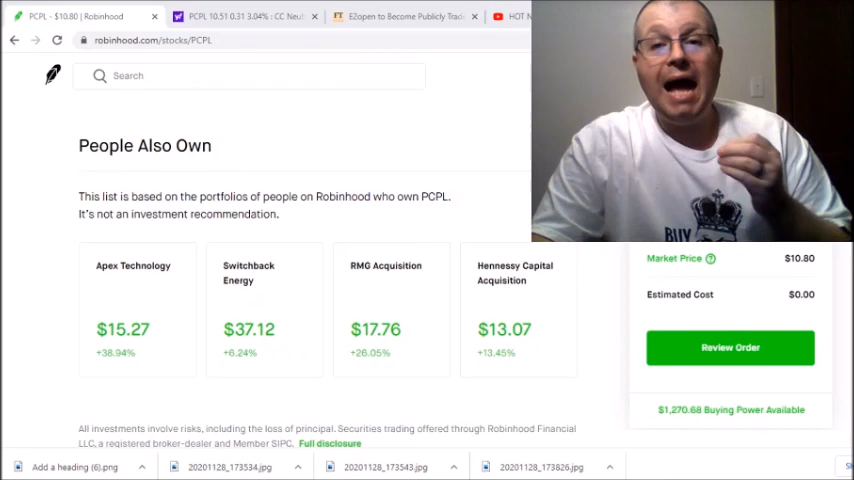 PCPL - $10.80 | Robinhood
PCPL 10.51 0.31 3.04% : CC Neu
E2open to Become Publicly Trad
HOT N
robinhood.com/stocks/PCPL
Search
People Also Own
This list is based on the portfolios of people on Robinhood who own PCPL.
It's not an investment recommendation.
Apex Technology
$15.27
+38.94%
Switchback
Energy
$37.12
+6.24%
RMG Acquisition
$17.76
+26.05%
Hennessy Capital
Acquisition
$13.07
+13.45%
BUY
Market Price
$10.80
Estimated Cost
$0.00
Review Order
$1,270.68 Buying Power Available
All investments involve risks, including the loss of principal. Securities trading offered through Robinhood Financial
LLC, a registered broker-dealer and Member SIPC. Full disclosure
Add a heading (6).png
20201128_173534.jpg
20201128_173543.jpg
20201128_173826.jpg